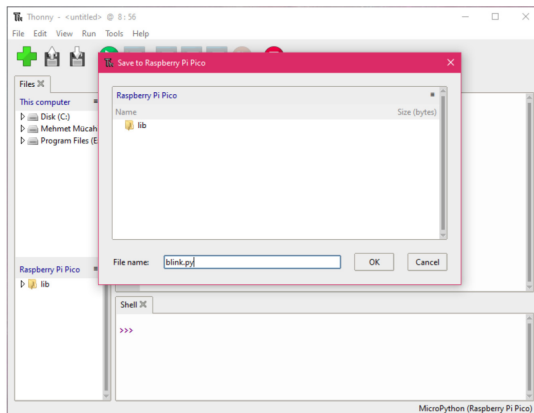 Thonny - <untitled> @ 8:56
File Edit View Run Tools Help
Save to Raspberry Pi Pico
Files
This computer
Disk (C:)
Mehmet Mücah
Program Files (E
Raspberry Pi Pico
lib
Raspberry Pi Pico
Name Size (bytes)
lib
File name: blink.py OK Cancel
Shell
>>>
MicroPython (Raspberry Pi Pico)